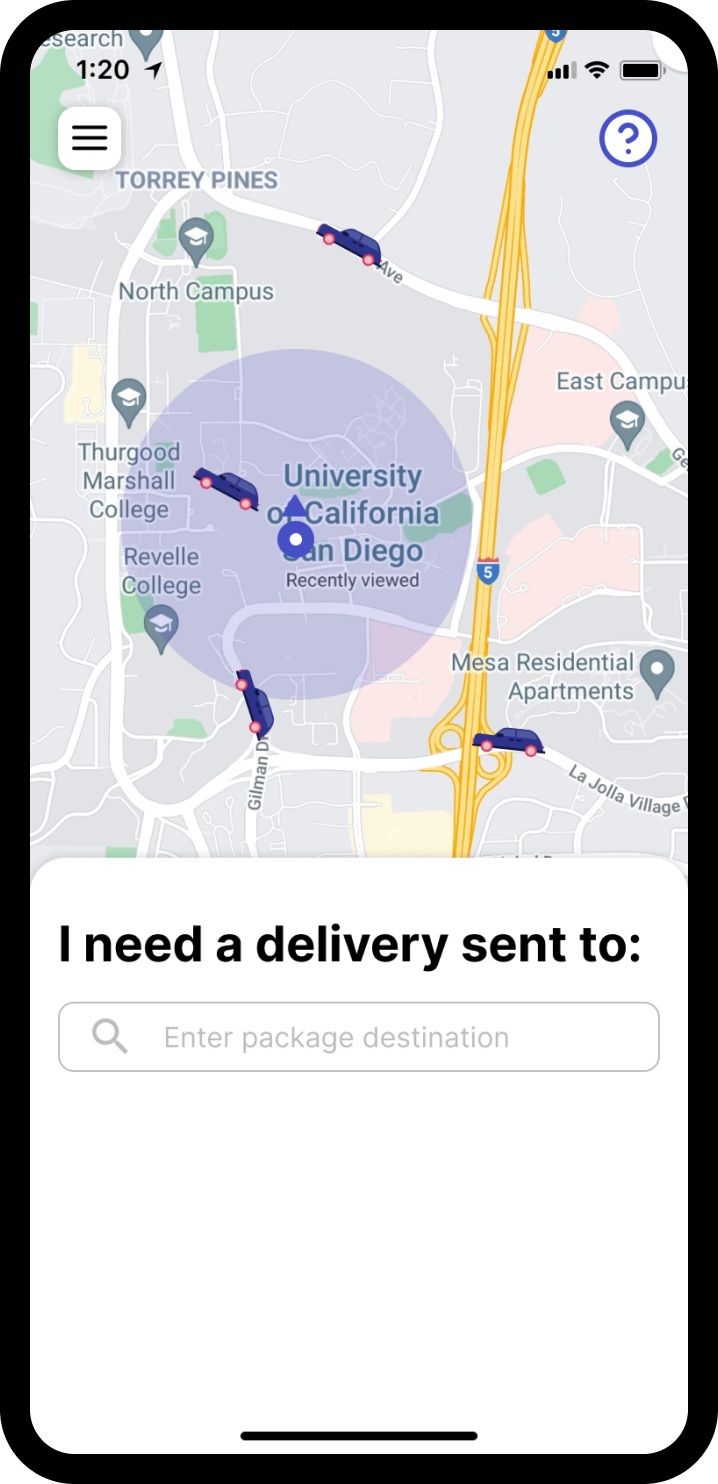 esearch
1:20
5
TORREY PINES
?
Ave
North Campus
East Campu
Thurgood
Marshall
College
University
of California
San Diego
Recently viewed
Revelle
College
5
Ge
Mesa Residential
Apartments
Gilman Dr
La Jolla Village
I need a delivery sent to:
Enter package destination